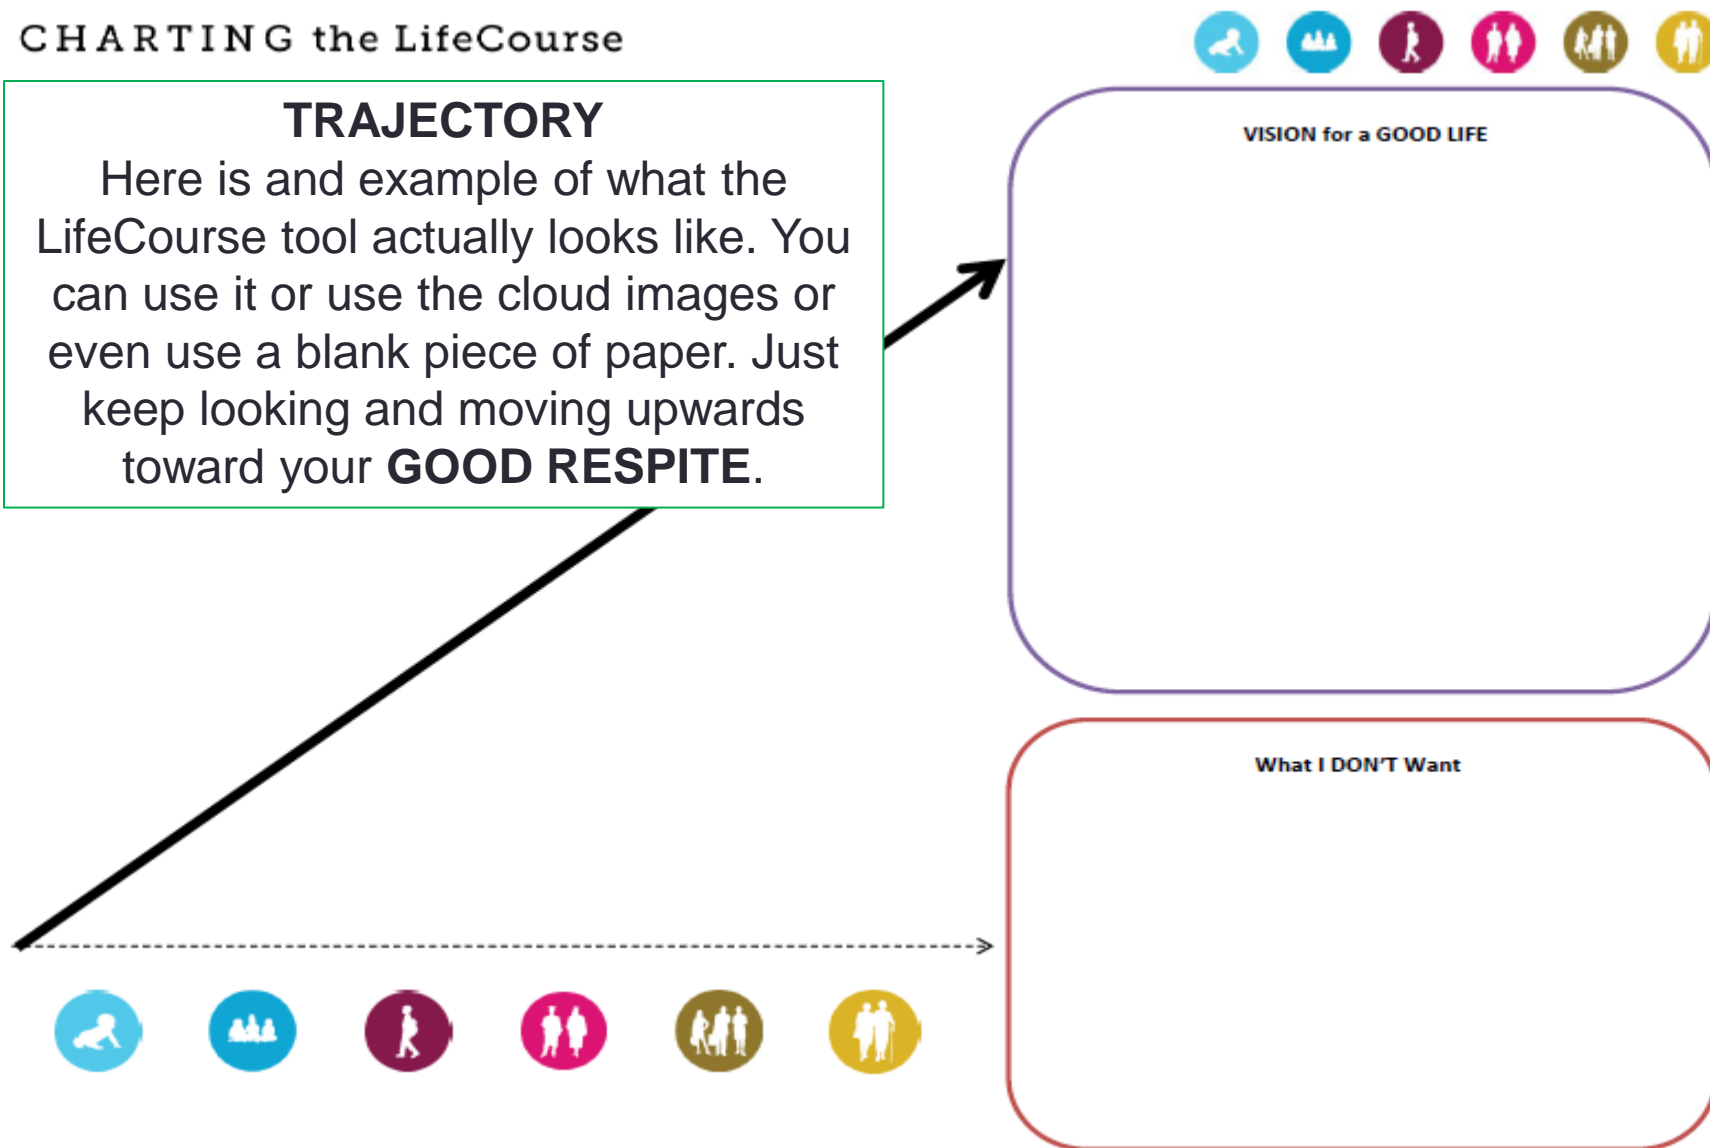 CHARTING the LifeCourse
TRAJECTORY
Here is and example of what the
LifeCourse tool actually looks like. You
can use it or use the cloud images or
even use a blank piece of paper. Just
keep looking and moving upwards
toward your GOOD RESPITE.
VISION for a GOOD LIFE
What I DON'T Want